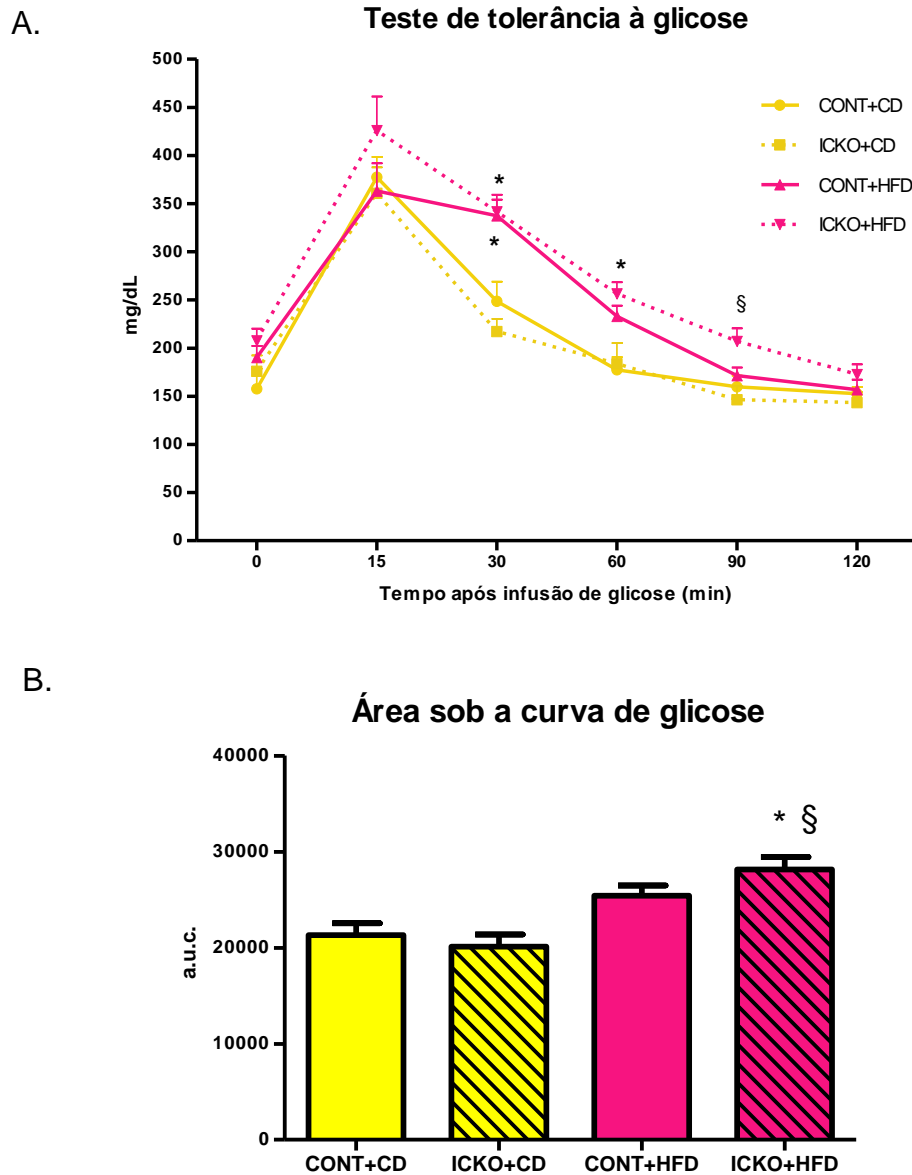 A.
Teste de tolerância à glicose
500
450
400
350
300
250
200
150
100
50
0
mg/dL
CONT+CD
ICKO+CD
CONT+HFD
ICKO+HFD
*
*
*
§
0 15 30 60 90 120
Tempo após infusão de glicose (min)
B.
Área sob a curva de glicose
40000
30000
20000
10000
0
a.u.c.
* §
CONT+CD ICKO+CD CONT+HFD ICKO+HFD